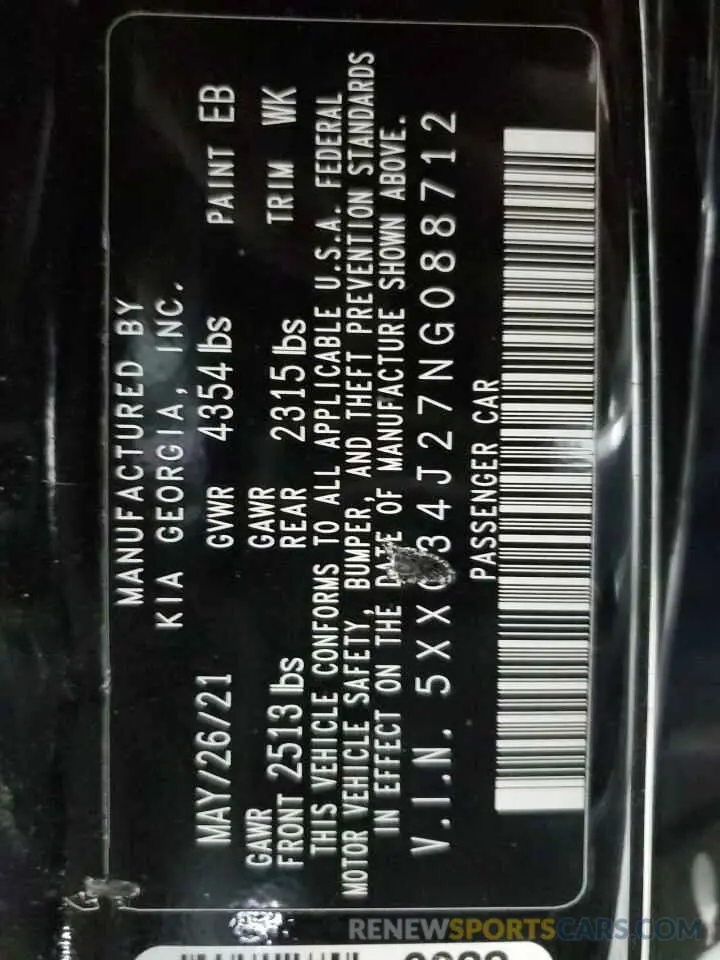 MANUFACTURED BY
KIA GEORGIA, INC.
MAY/26/21 GVWR 4354 lbs PAINT EB
GAWR GAWR TRIM WK
FRONT 2513 lbs REAR 2315 lbs
THIS VEHICLE CONFORMS TO ALL APPLICABLE U.S.A. FEDERAL
MOTOR VEHICLE SAFETY, BUMPER, AND THEFT PREVENTION STANDARDS
IN EFFECT ON THE DATE OF MANUFACTURE SHOWN ABOVE.
V.I.N. 5XXG34J27NG088712
PASSENGER CAR
RENEWSPORTSCARS.COM